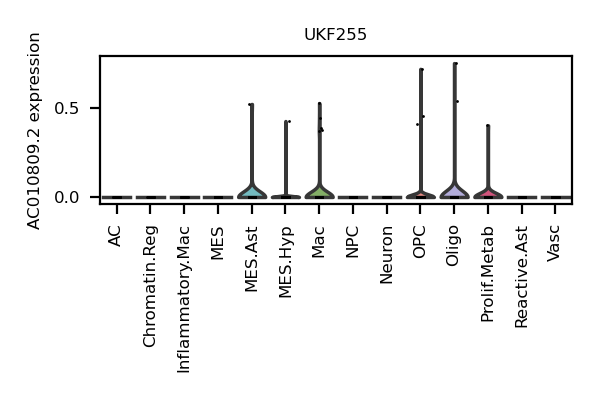 UKF255
AC010809.2 expression
0.5
0.0
AC
Chromatin.Reg
Inflammatory.Mac
MES
MES.Ast
MES.Hyp
Mac
NPC
Neuron
OPC
Oligo
Prolif.Metab
Reactive.Ast
Vasc